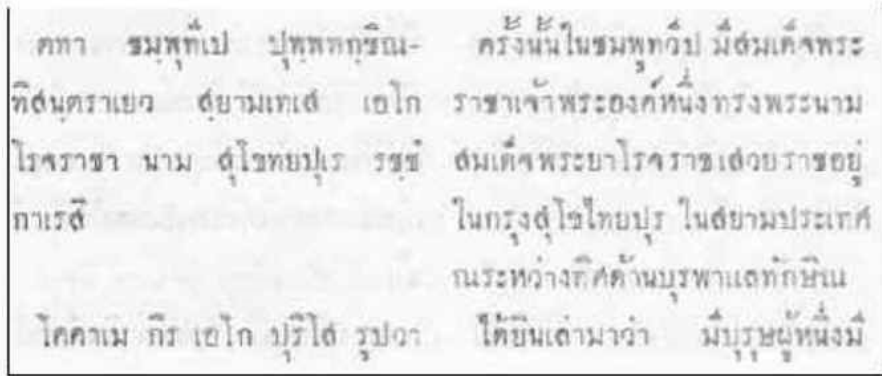 ตทา ชมฺพุทีเป ปุพฺพทกฺขิณ-
ทิสนฺตราเยว สฺยามเทเส เอโก
โรจราชา นาม สุโขทยปุเร รชฺชํ
กาเรสิ
โคคาเม กิร เอโก ปุริโส รูปวา
ครั้งนั้นในชมพูทวีป มีสมเด็จพระ
ราชาเจ้าพระองค์หนึ่งทรงพระนาม
สมเด็จพระยาโรจราชเสวยราชอยู่
ในกรุงสุโขไทยปุร ในสยามประเทศ
ณระหว่างทิศด้านบุรพาแลทักษิณ
ได้ยินเล่ามาว่า มีบุรุษผู้หนึ่งมี